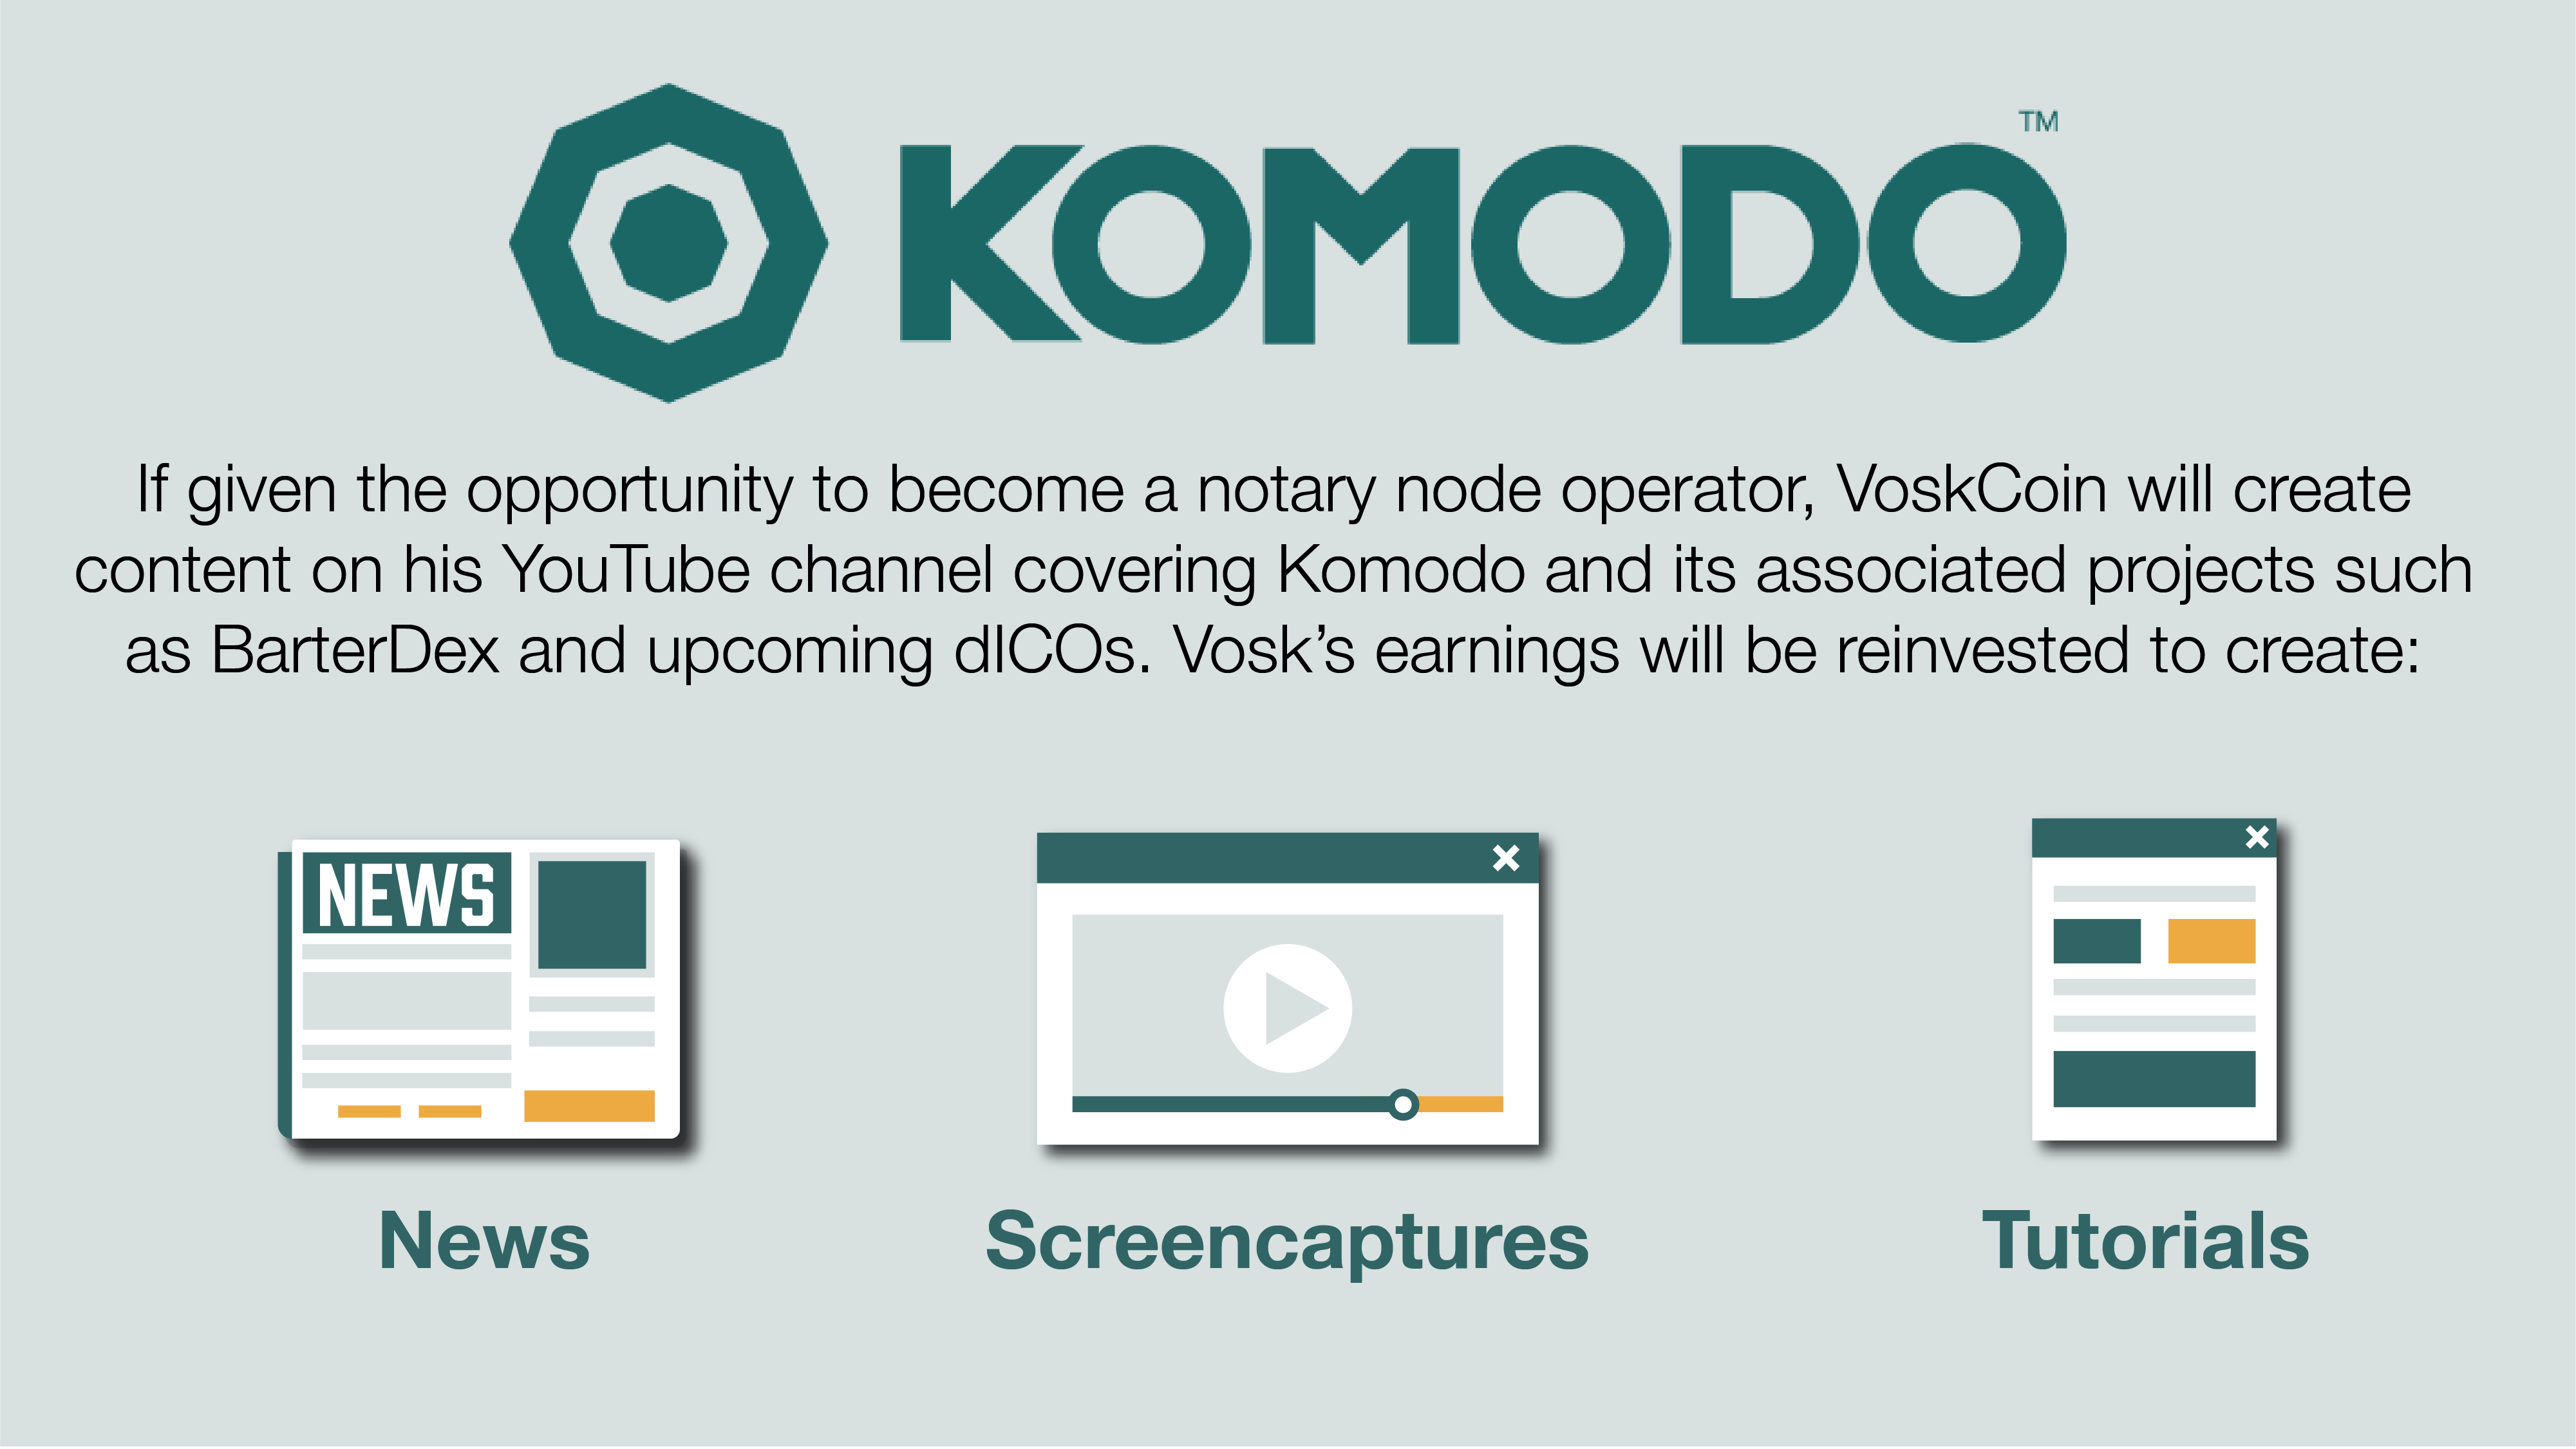 KOMODO™
If given the opportunity to become a notary node operator, VoskCoin will create
content on his YouTube channel covering Komodo and its associated projects such
as BarterDex and upcoming dICOs. Vosk’s earnings will be reinvested to create:
NEWS
News
Screencaptures
Tutorials